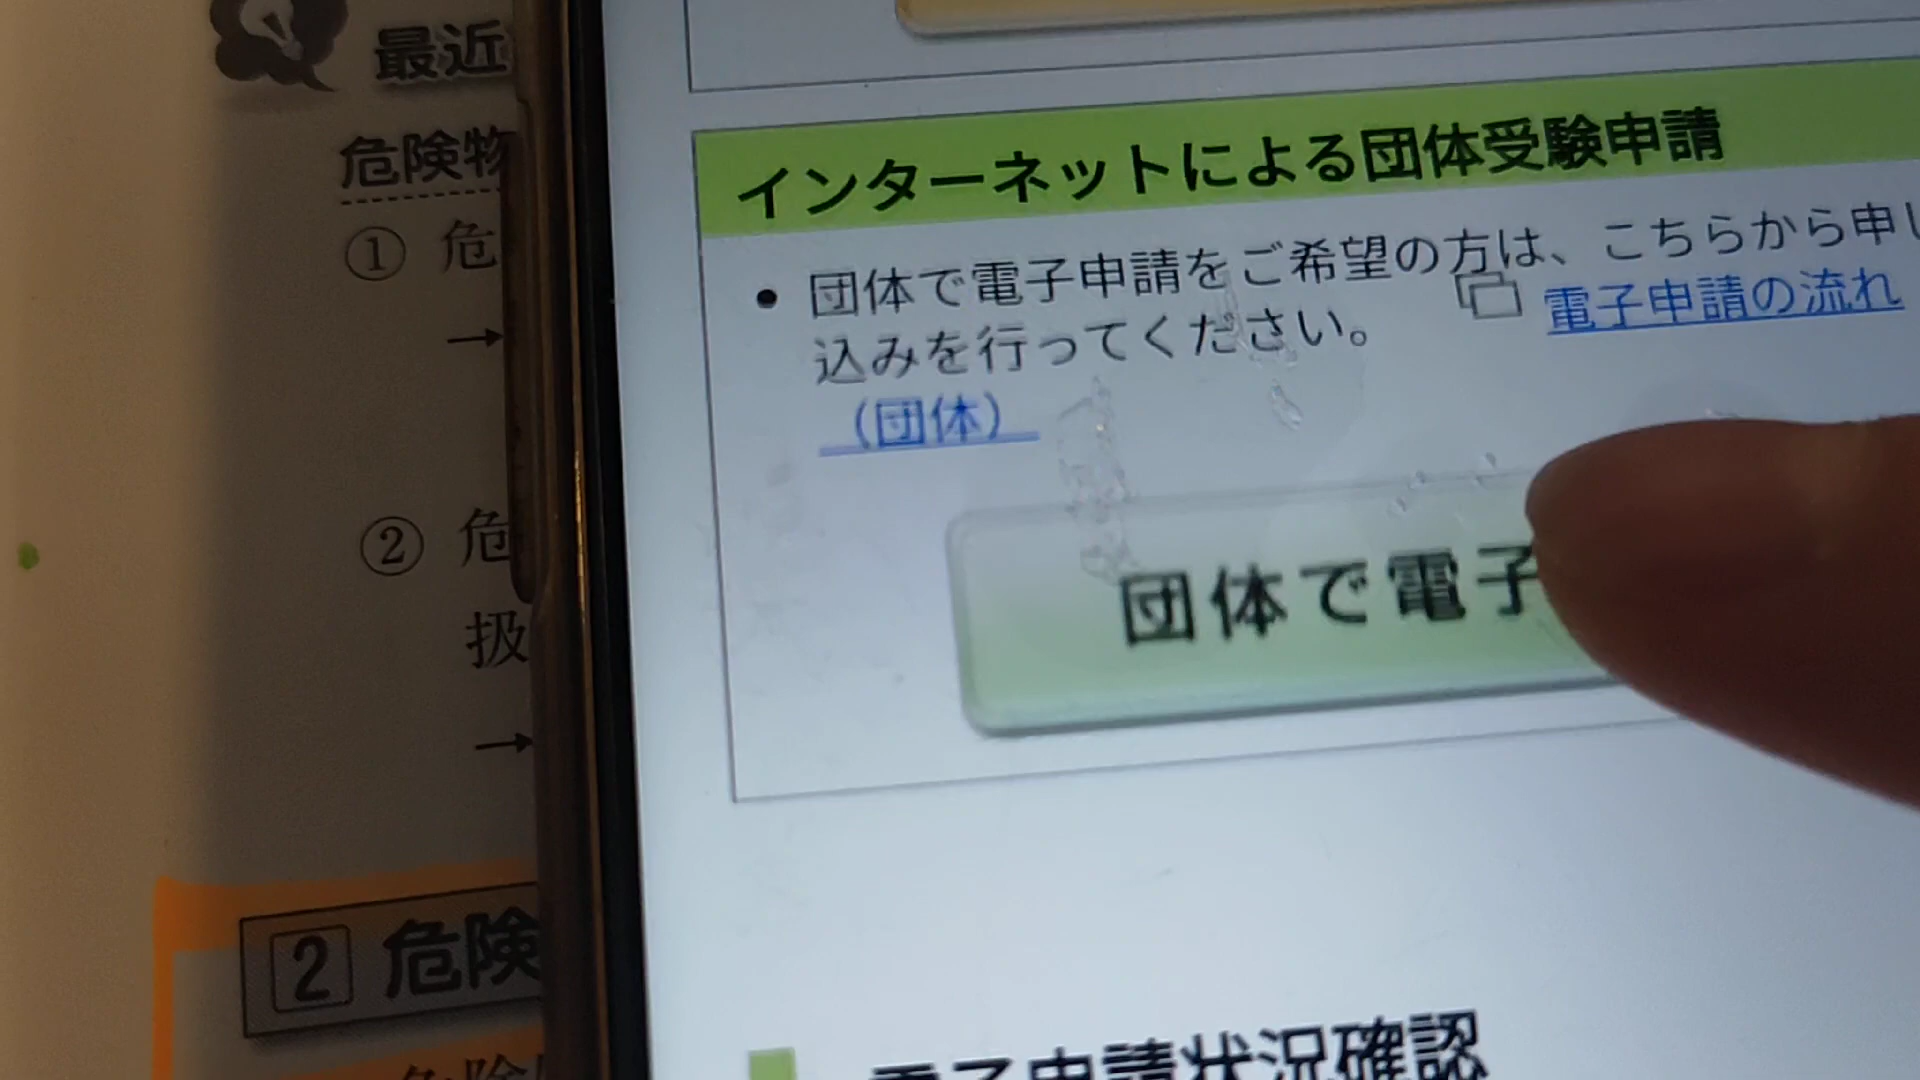 最近
危険物
① 危
→
② 危
扱
→
2 危険
危険
インターネットによる団体受験申請
• 団体で電子申請をご希望の方は、こちらから申し
込みを行ってください。 電子申請の流れ
（団体）
団体で電子
電子申請状況確認